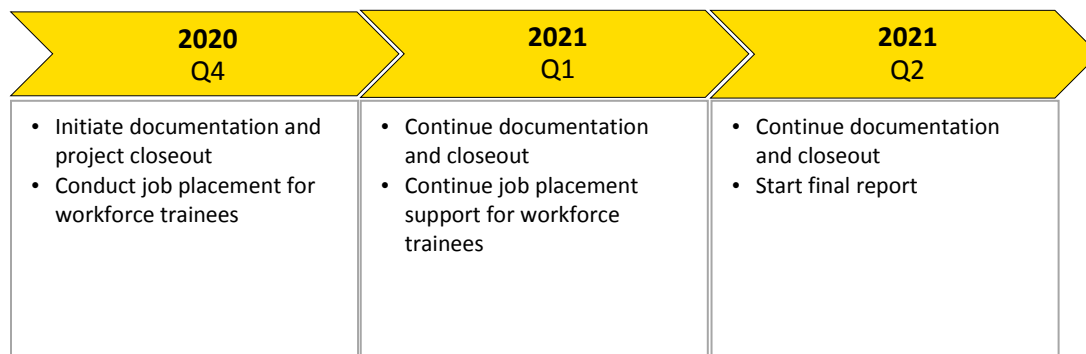 2020
Q4
• Initiate documentation and
project closeout
• Conduct job placement for
workforce trainees
2021
Q1
• Continue documentation
and closeout
• Continue job placement
support for workforce
trainees
2021
Q2
• Continue documentation
and closeout
• Start final report